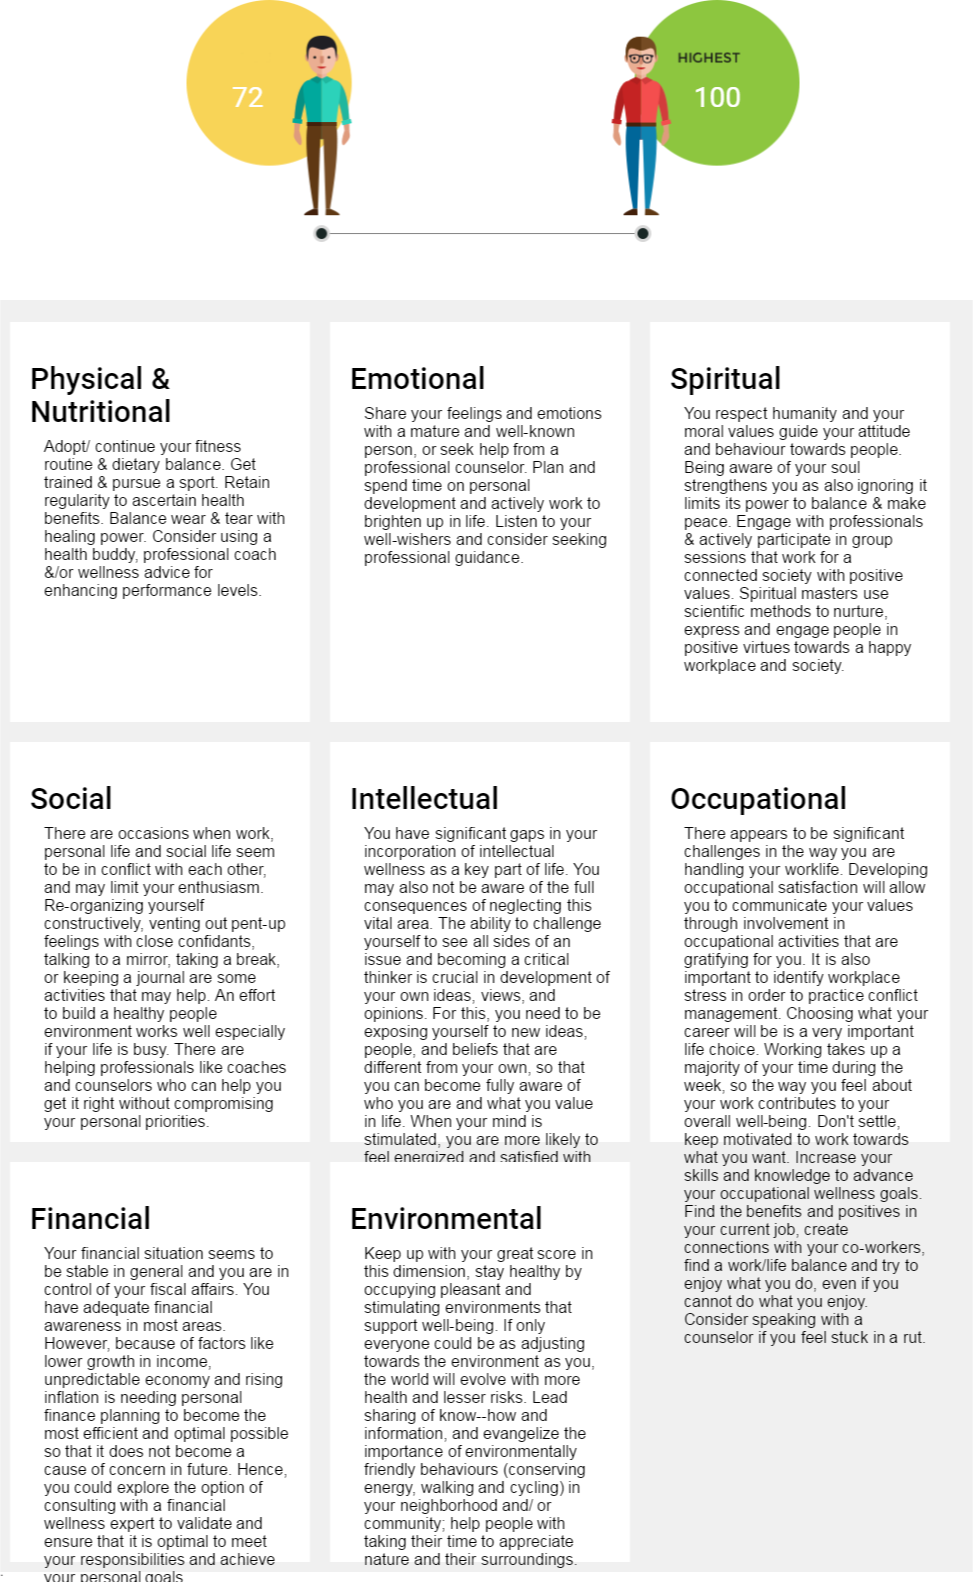 72
HIGHEST
100
Physical &
Nutritional
Adopt/ continue your fitness
routine & dietary balance. Get
trained & pursue a sport. Retain
regularity to ascertain health
benefits. Balance wear & tear with
healing power. Consider using a
health buddy, professional coach
&/or wellness advice for
enhancing performance levels.
Emotional
Share your feelings and emotions
with a mature and well-known
person, or seek help from a
professional counselor. Plan and
spend time on personal
development and actively work to
brighten up in life. Listen to your
well-wishers and consider seeking
professional guidance.
Spiritual
You respect humanity and your
moral values guide your attitude
and behaviour towards people.
Being aware of your soul
strengthens you as also ignoring it
limits its power to balance & make
peace. Engage with professionals
& actively participate in group
sessions that work for a
connected society with positive
values. Spiritual masters use
scientific methods to nurture,
express and engage people in
positive virtues towards a happy
workplace and society.
Social
There are occasions when work,
personal life and social life seem
to be in conflict with each other,
and may limit your enthusiasm.
Re-organizing yourself
constructively, venting out pent-up
feelings with close confidants,
talking to a mirror, taking a break,
or keeping a journal are some
activities that may help. An effort
to build a healthy people
environment works well especially
if your life is busy. There are
helping professionals like coaches
and counselors who can help you
get it right without compromising
your personal priorities.
Intellectual
You have significant gaps in your
incorporation of intellectual
wellness as a key part of life. You
may also not be aware of the full
consequences of neglecting this
vital area. The ability to challenge
yourself to see all sides of an
issue and becoming a critical
thinker is crucial in development of
your own ideas, views, and
opinions. For this, you need to be
exposing yourself to new ideas,
people, and beliefs that are
different from your own, so that
you can become fully aware of
who you are and what you value
in life. When your mind is
stimulated, you are more likely to
feel energized and satisfied with
Occupational
There appears to be significant
challenges in the way you are
handling your worklife. Developing
occupational satisfaction will allow
you to communicate your values
through involvement in
occupational activities that are
gratifying for you. It is also
important to identify workplace
stress in order to practice conflict
management. Choosing what your
career will be is a very important
life choice. Working takes up a
majority of your time during the
week, so the way you feel about
your work contributes to your
overall well-being. Don't settle,
keep motivated to work towards
what you want. Increase your
skills and knowledge to advance
your occupational wellness goals.
Find the benefits and positives in
your current job, create
connections with your co-workers,
find a work/life balance and try to
enjoy what you do, even if you
cannot do what you enjoy.
Consider speaking with a
counselor if you feel stuck in a rut.
Financial
Your financial situation seems to
be stable in general and you are in
control of your fiscal affairs. You
have adequate financial
awareness in most areas.
However, because of factors like
lower growth in income,
unpredictable economy and rising
inflation is needing personal
finance planning to become the
most efficient and optimal possible
so that it does not become a
cause of concern in future. Hence,
you could explore the option of
consulting with a financial
wellness expert to validate and
ensure that it is optimal to meet
your responsibilities and achieve
your personal goals
Environmental
Keep up with your great score in
this dimension, stay healthy by
occupying pleasant and
stimulating environments that
support well-being. If only
everyone could be as adjusting
towards the environment as you,
the world will evolve with more
health and lesser risks. Lead
sharing of know--how and
information, and evangelize the
importance of environmentally
friendly behaviours (conserving
energy, walking and cycling) in
your neighborhood and/ or
community; help people with
taking their time to appreciate
nature and their surroundings.